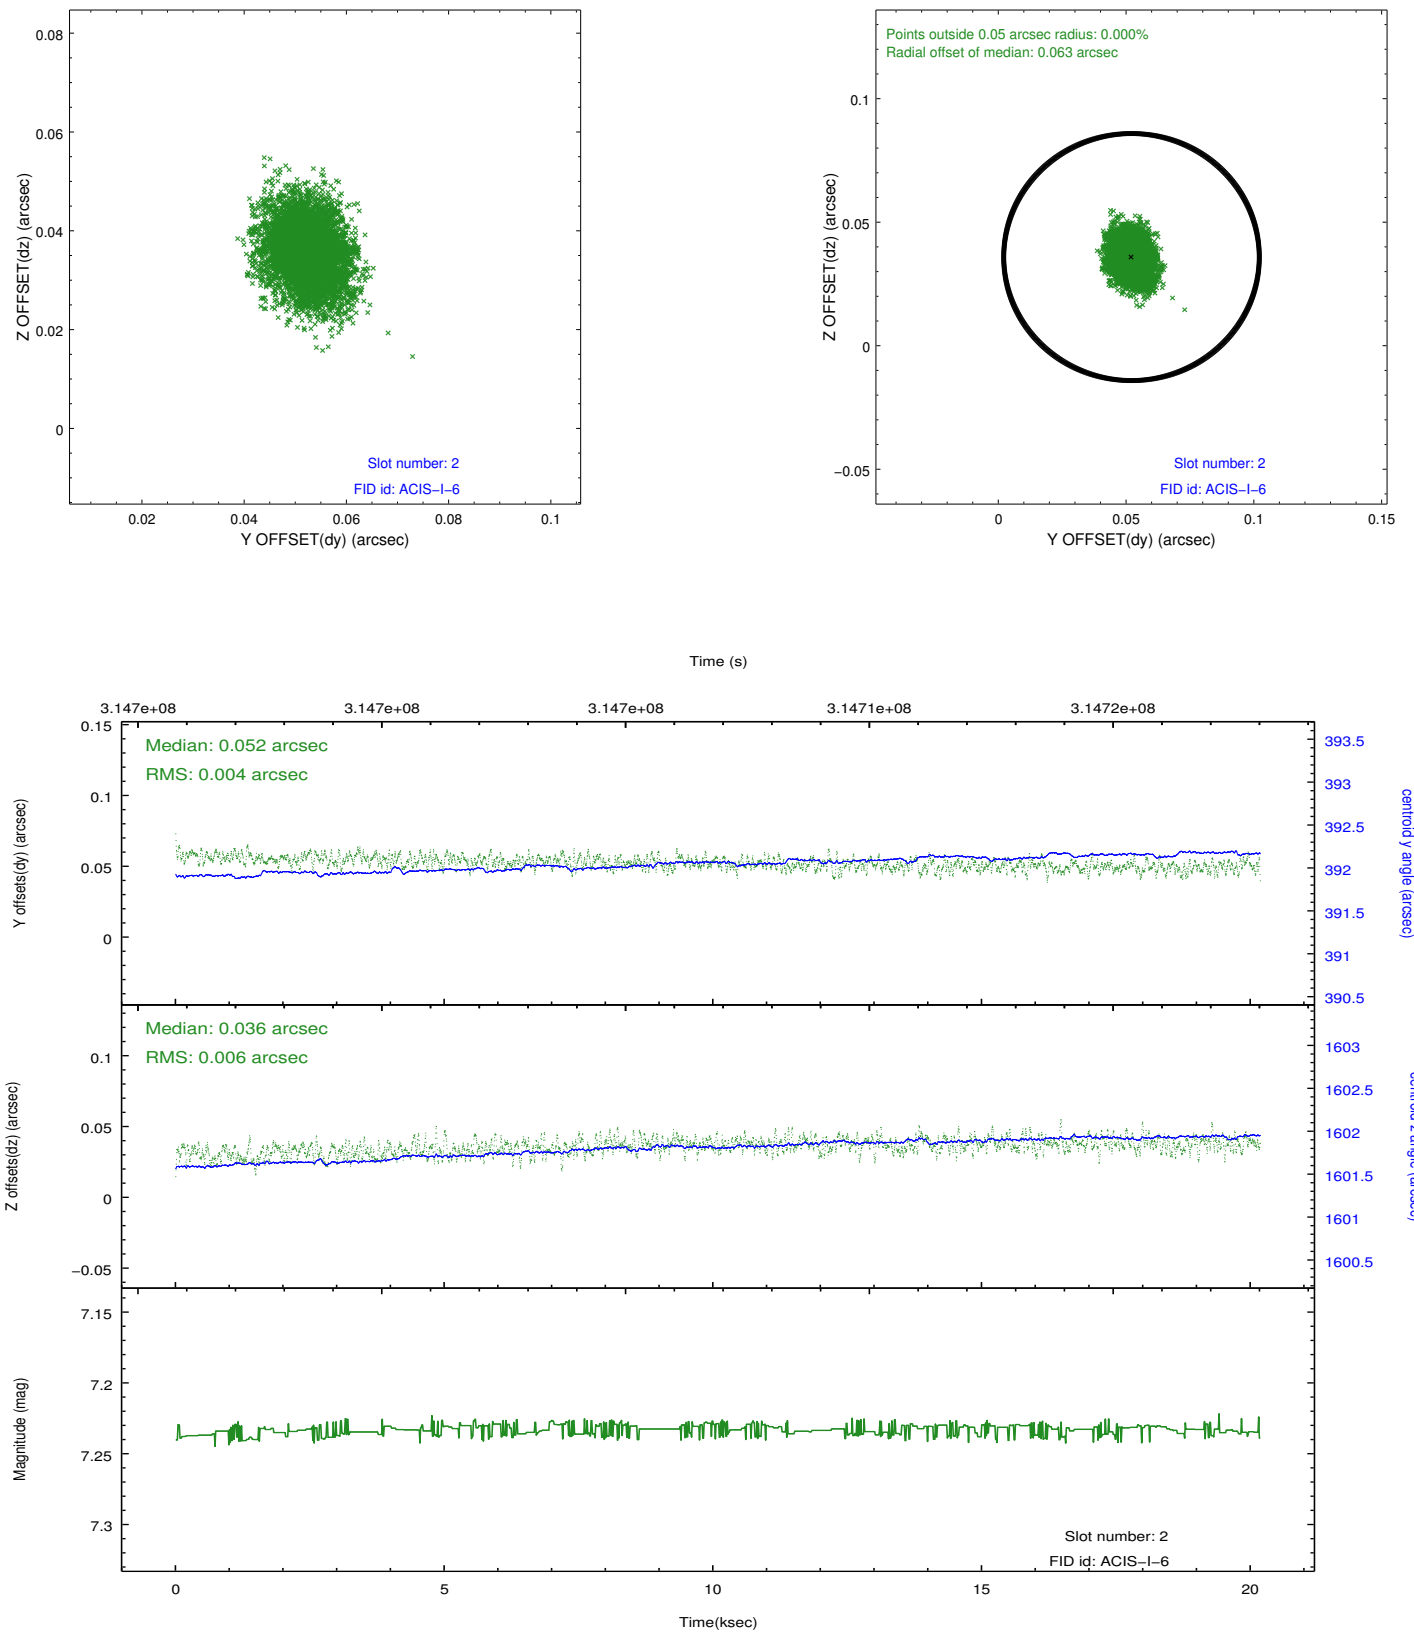 0.08
0.06
0.04
0.02
0
Z OFFSET(dz) (arcsec)
Slot number: 2
FID id: ACIS−I−6
0.02 0.04 0.06 0.08 0.1
Y OFFSET(dy) (arcsec)
Points outside 0.05 arcsec radius: 0.000%
Radial offset of median: 0.063 arcsec
0.1
0.05
0
−0.05
Z OFFSET(dz) (arcsec)
Slot number: 2
FID id: ACIS−I−6
0 0.05 0.1 0.15
Y OFFSET(dy) (arcsec)
Time (s)
3.147e+08 3.147e+08 3.147e+08 3.1471e+08 3.1472e+08
0.15
0.1
0.05
0
Y offsets(dy) (arcsec)
Median: 0.052 arcsec
RMS: 0.004 arcsec
393.5
393
392.5
392
391.5
391
390.5
centroid y angle (arcsec)
0.1
0.05
0
−0.05
Z offsets(dz) (arcsec)
Median: 0.036 arcsec
RMS: 0.006 arcsec
1603
1602.5
1602
1601.5
1601
1600.5
centroid z angle (arcsec)
7.15
7.2
7.25
7.3
Magnitude (mag)
Slot number: 2
FID id: ACIS−I−6
0 5 10 15 20
Time(ksec)